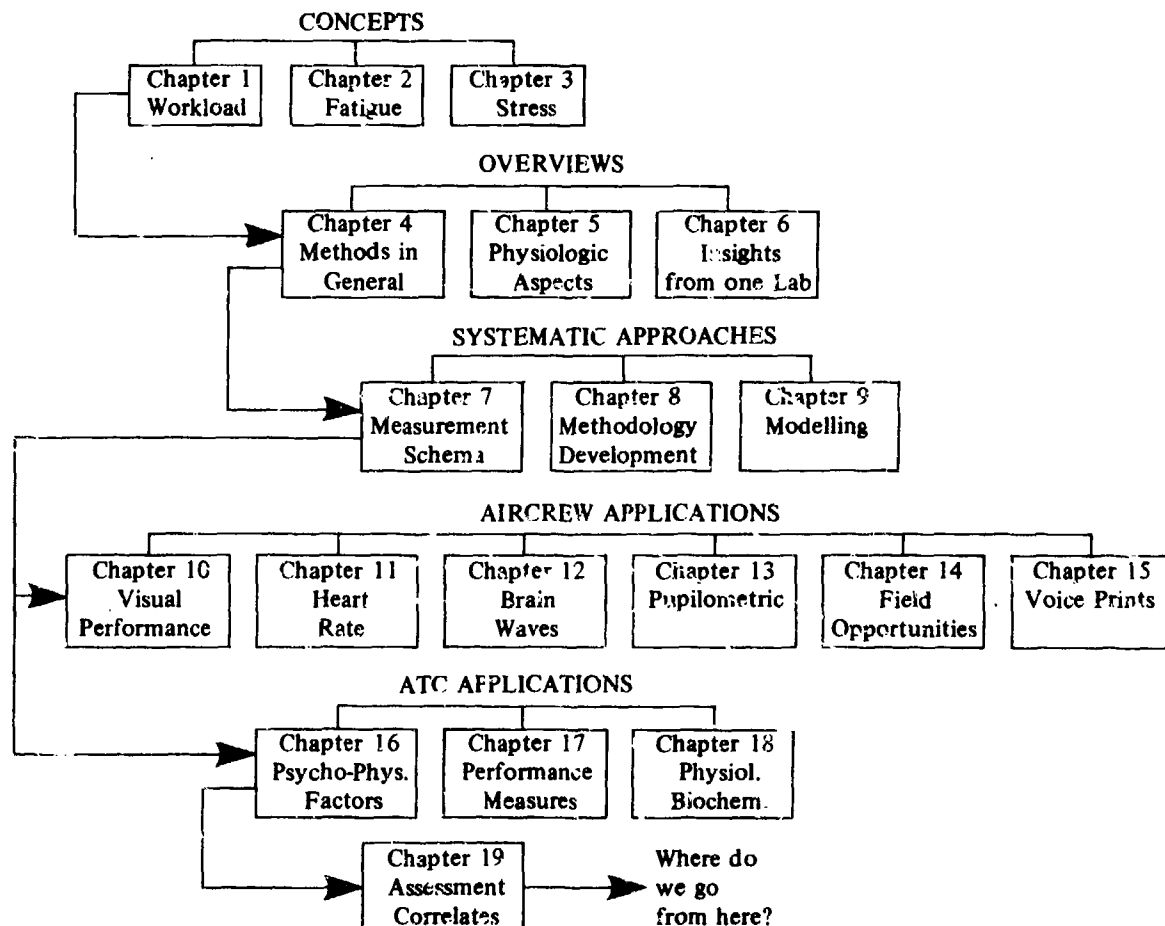 CONCEPTS
Chapter 1
Workload
Chapter 2
Fatigue
Chapter 3
Stress
OVERVIEWS
Chapter 4
Methods in
General
Chapter 5
Physiologic
Aspects
Chapter 6
Insights
from one Lab
SYSTEMATIC APPROACHES
Chapter 7
Measurement
Schema
Chapter 8
Methodology
Development
Chapter 9
Modelling
AIRCREW APPLICATIONS
Chapter 10
Visual
Performance
Chapter 11
Heart
Rate
Chapter 12
Brain
Waves
Chapter 13
Pupilometric
Chapter 14
Field
Opportunities
Chapter 15
Voice Prints
ATC APPLICATIONS
Chapter 16
Psycho-Phys.
Factors
Chapter 17
Performance
Measures
Chapter 18
Physiol.
Biochem.
Chapter 19
Assessment
Correlates
Where do
we go
from here?